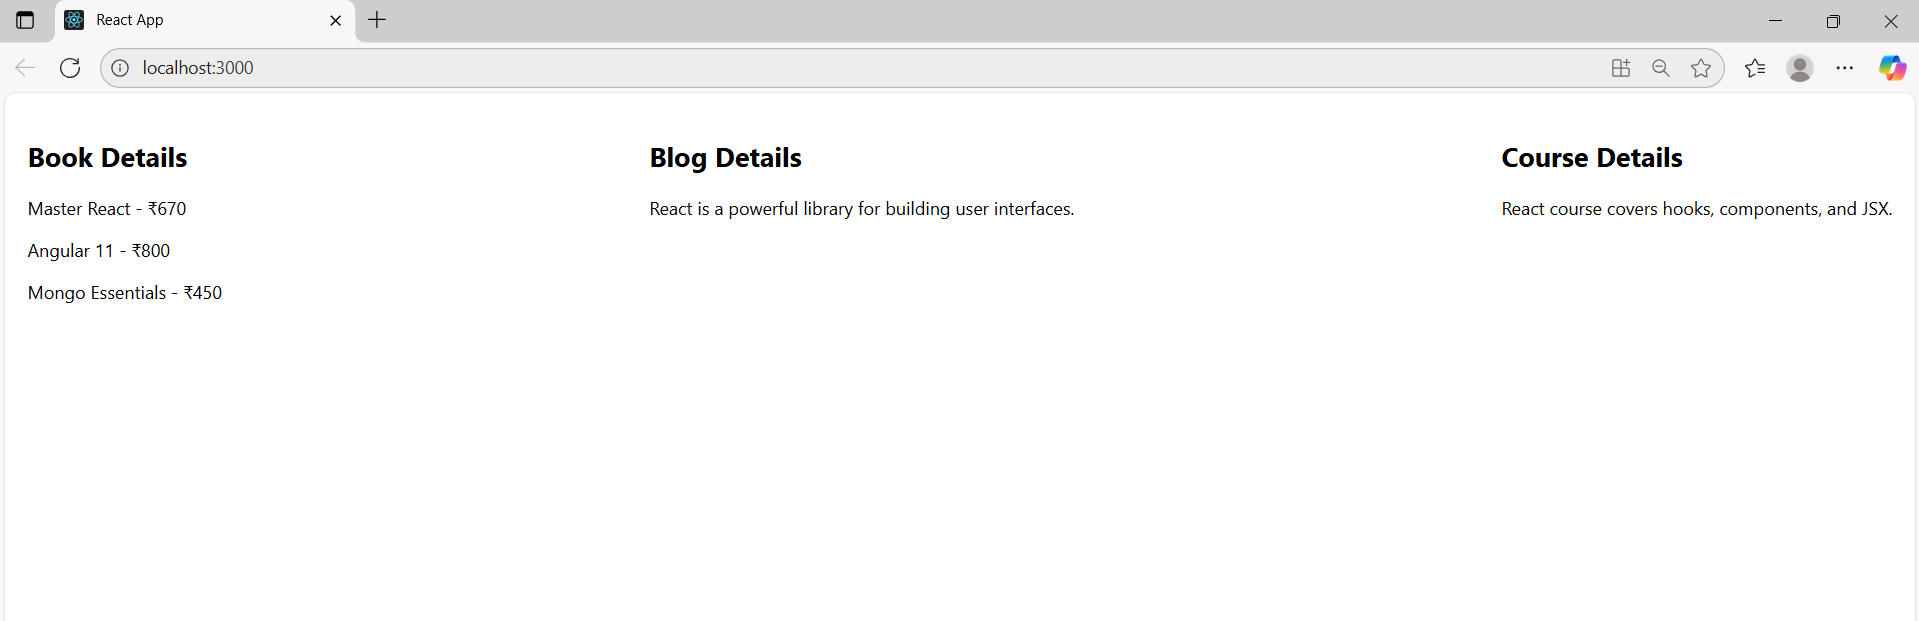 React App
localhost:3000
Book Details
Master React - ₹670
Angular 11 - ₹800
Mongo Essentials - ₹450
Blog Details
React is a powerful library for building user interfaces.
Course Details
React course covers hooks, components, and JSX.